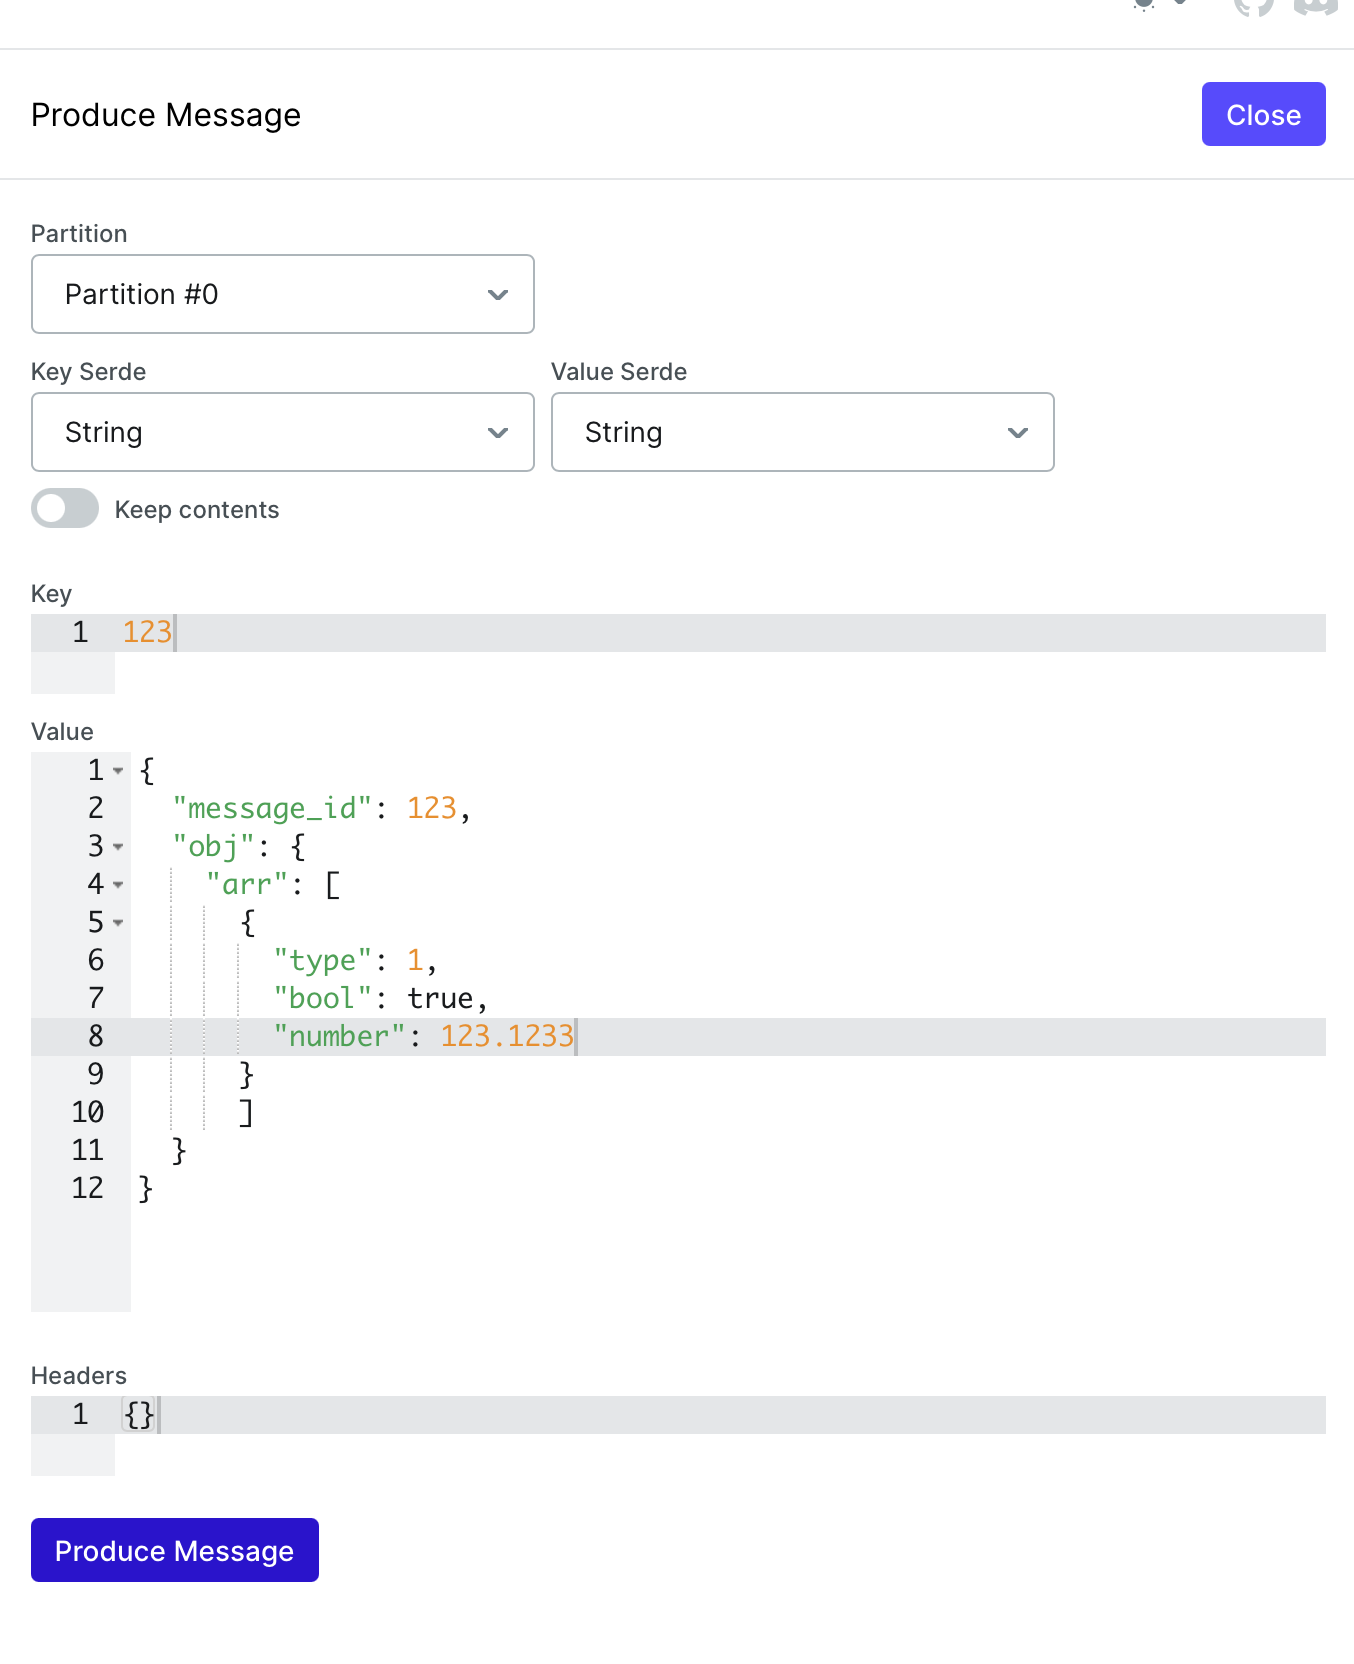 Produce Message
Close
Partition
Partition #0
Key Serde
Value Serde
String
String
Keep contents
Key
1 123
Value
1 {
2 "message_id": 123,
3 "obj": {
4 "arr": [
5 {
6 "type": 1,
7 "bool": true,
8 "number": 123.1233
9 }
10 ]
11 }
12 }
Headers
1 {}
Produce Message